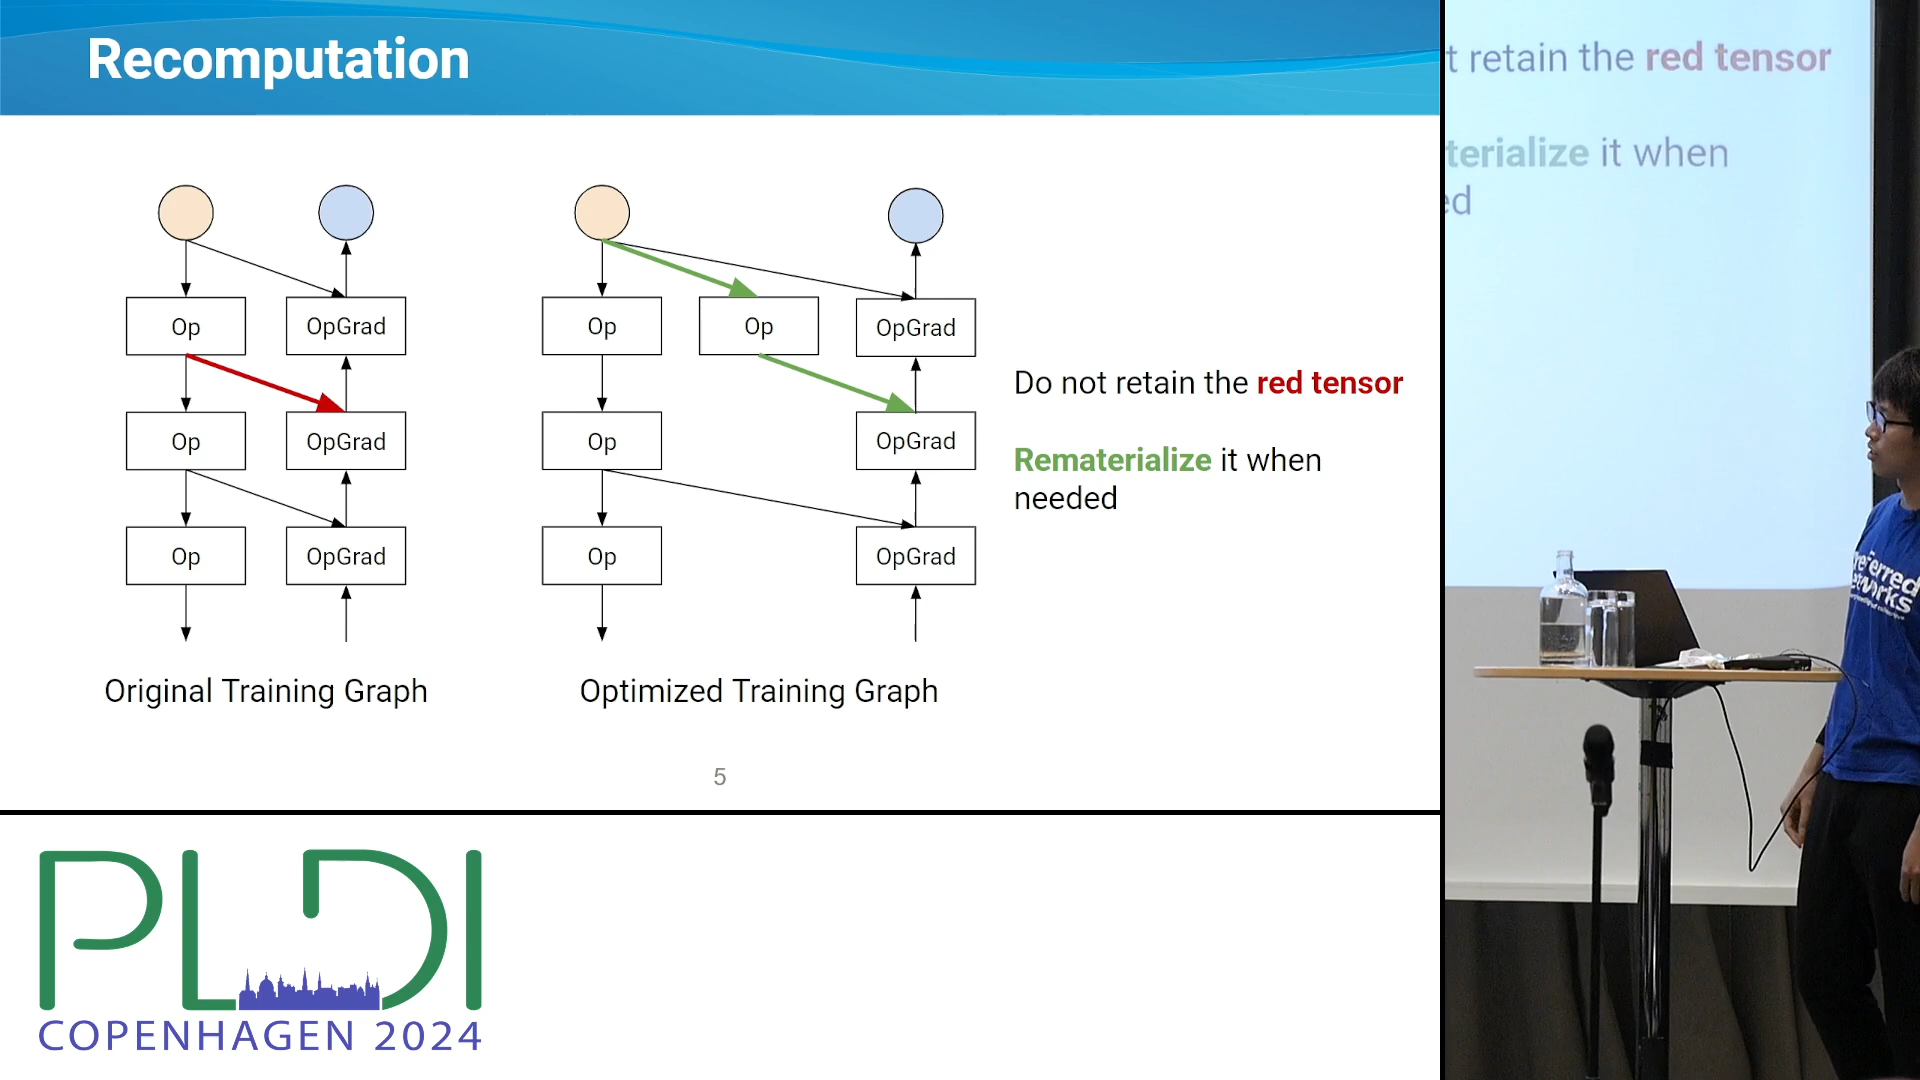 Recomputation
Op
OpGrad
Op
OpGrad
Op
OpGrad
Original Training Graph
Op
Op
OpGrad
Op
OpGrad
Op
OpGrad
Optimized Training Graph
Do not retain the red tensor
Rematerialize it when
needed
5
t retain the red tensor
terialize it when
ed
PLDI
COPENHAGEN 2024